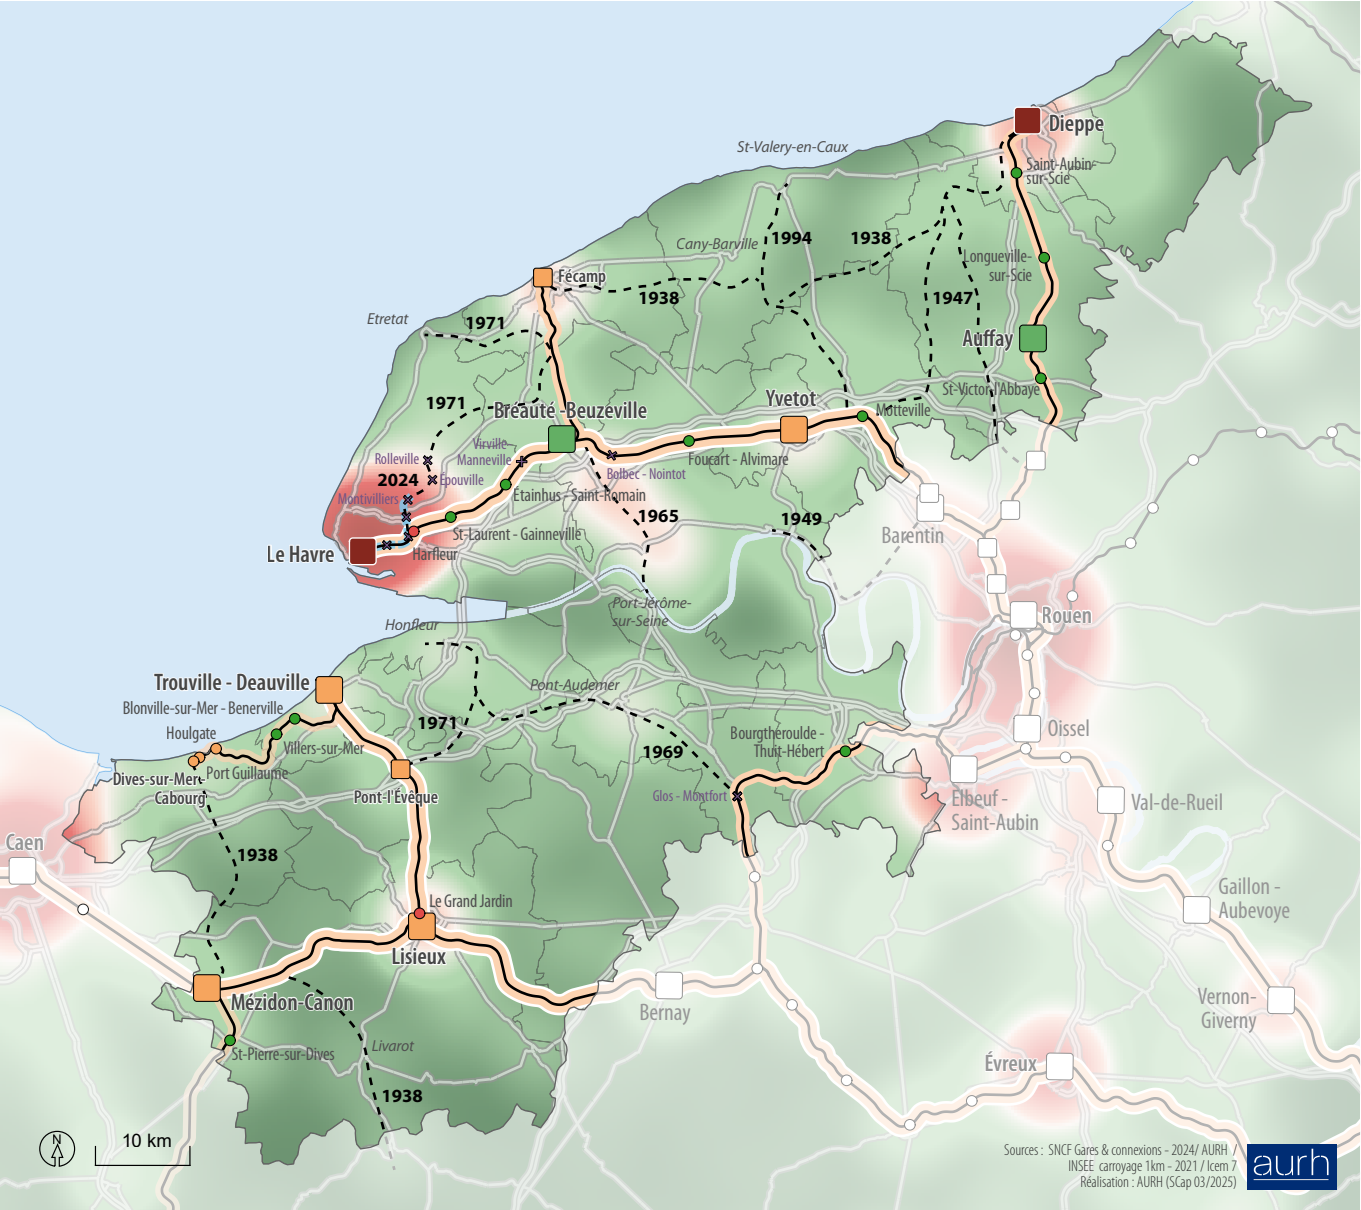 Dieppe
St-Valery-en-Caux
Saint-Aubin-
sur-Scie
1994
1938
Cany-Barville
Longueville-
sur-Scie
Fécamp
1938
1947
Etretat
1971
Auffay
St-Victor-l'Abbaye
1971
Bréauté -Beuzeville
Yvetot
Motteville
Virville
Manneville
Rolleville
Foucart - Alvimare
2024
Épouville
Bolbec - Nointot
Montivilliers
Étainhus - Saint-Romain
1965
1949
St-Laurent - Gainneville
Barentin
Le Havre
Harfleur
Port-Jérôme-
sur-Seine
Rouen
Honfleur
Trouville - Deauville
Pont-Audemer
Blonville-sur-Mer - Benerville
1971
Oissel
Houlgate
Villers-sur-Mer
1969
Bourgtheroulde -
Thuit-Hébert
Dives-sur-Mer-
Cabourg
Port Guillaume
Pont-l'Évêque
Glos - Montfort
Elbeuf -
Saint-Aubin
Val-de-Rueil
Caen
1938
Gaillon -
Aubevoye
Le Grand Jardin
Lisieux
Mézidon-Canon
Bernay
Vernon-
Giverny
St-Pierre-sur-Dives
Livarot
Évreux
1938
N
10 km
Sources : SNCF Gares & connexions - 2024/ AURH /
INSEE carroyage 1km - 2021 / Icem 7
Réalisation : AURH (SCap 03/2025)
aurh